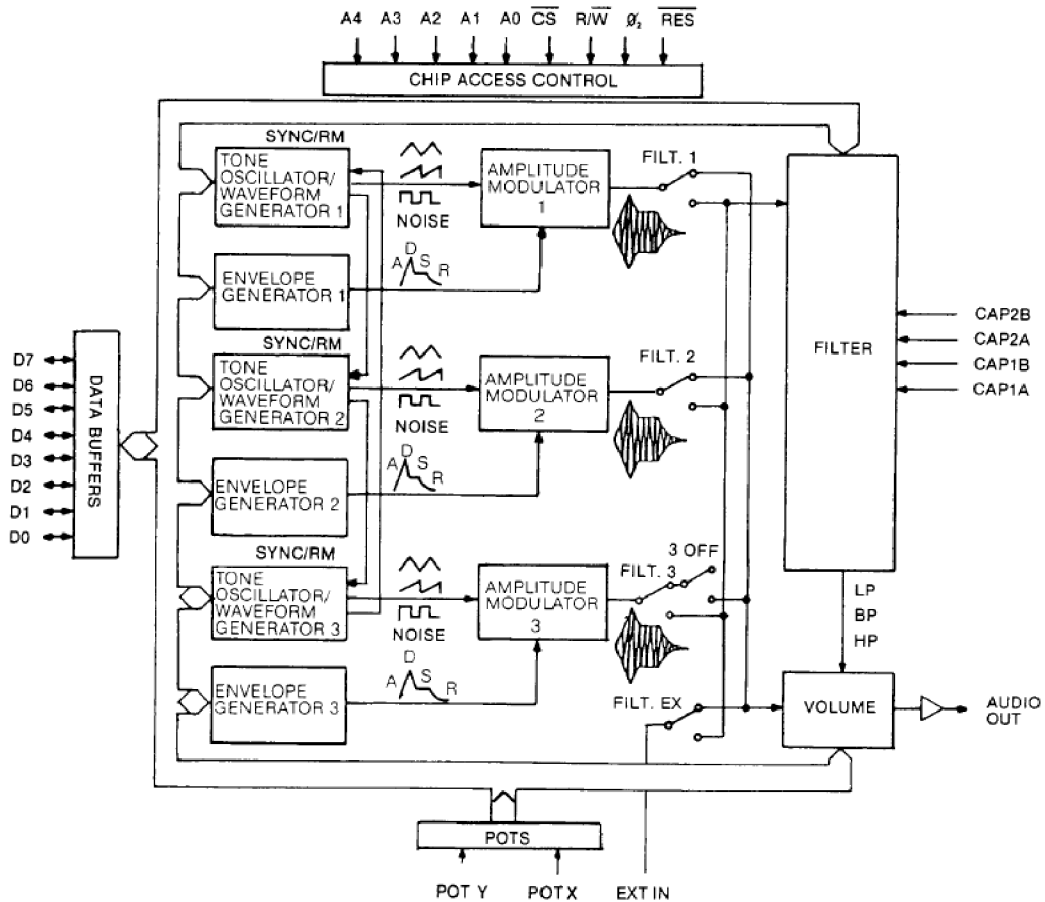 A4 A3 A2 A1 A0 CS R/W ø₂ RES
CHIP ACCESS CONTROL
SYNC/RM
TONE
OSCILLATOR/
WAVEFORM
GENERATOR 1
NOISE
AMPLITUDE
MODULATOR
1
FILT. 1
ENVELOPE
GENERATOR 1
A D S R
SYNC/RM
TONE
OSCILLATOR/
WAVEFORM
GENERATOR 2
NOISE
AMPLITUDE
MODULATOR
2
FILT. 2
ENVELOPE
GENERATOR 2
A D S R
SYNC/RM
TONE
OSCILLATOR/
WAVEFORM
GENERATOR 3
NOISE
AMPLITUDE
MODULATOR
3
FILT. 3
3 OFF
ENVELOPE
GENERATOR 3
A D S R
FILT. EX
D7
D6
D5
D4
D3
D2
D1
D0
DATA BUFFERS
FILTER
CAP2B
CAP2A
CAP1B
CAP1A
LP
BP
HP
VOLUME
AUDIO
OUT
POTS
POT Y POT X EXT IN